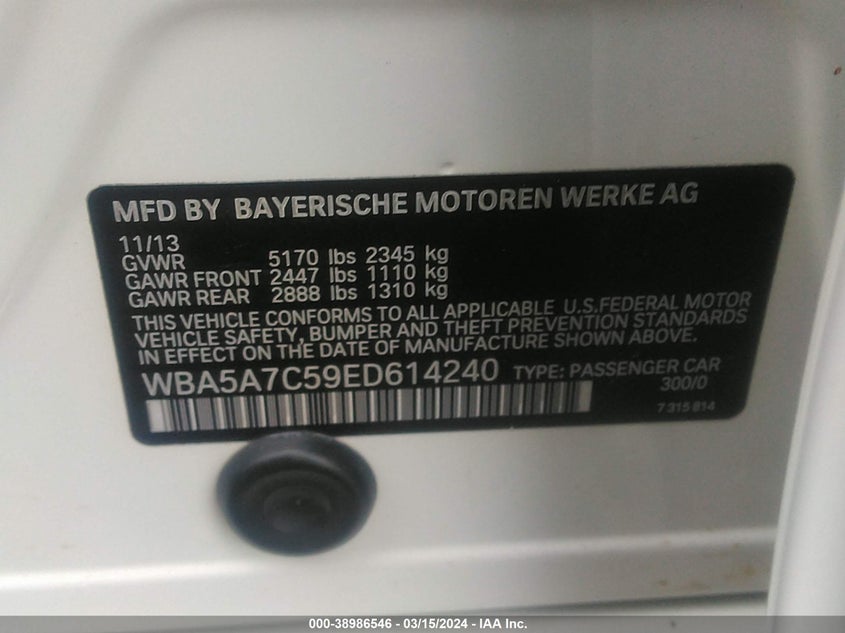 MFD BY BAYERISCHE MOTOREN WERKE AG
11/13
GVWR 5170 lbs 2345 kg
GAWR FRONT 2447 lbs 1110 kg
GAWR REAR 2888 lbs 1310 kg
THIS VEHICLE CONFORMS TO ALL APPLICABLE U.S.FEDERAL MOTOR
VEHICLE SAFETY, BUMPER AND THEFT PREVENTION STANDARDS
IN EFFECT ON THE DATE OF MANUFACTURE SHOWN ABOVE.
WBA5A7C59ED614240 TYPE: PASSENGER CAR
300/0
7 315 814
000-38986546 - 03/15/2024 - IAA Inc.